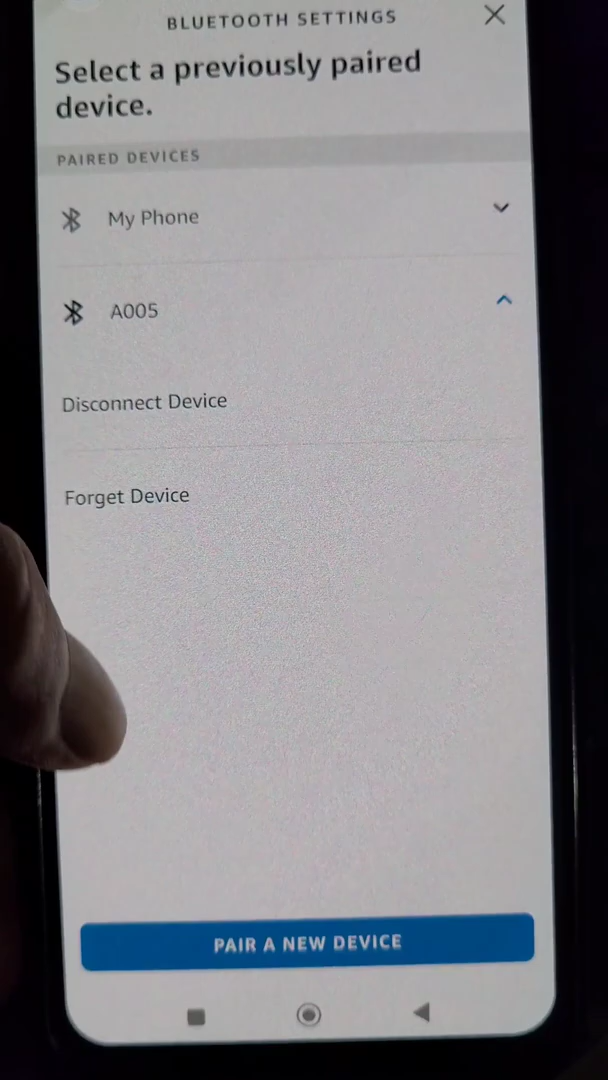 BLUETOOTH SETTINGS
Select a previously paired
device.
PAIRED DEVICES
My Phone
A005
Disconnect Device
Forget Device
PAIR A NEW DEVICE